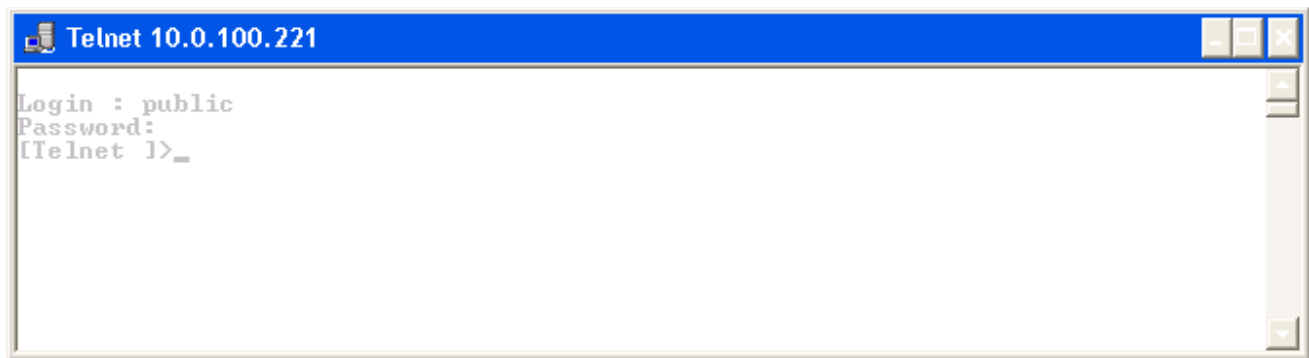 Telnet 10.0.100.221
Login : public
Password:
[Telnet ]>_